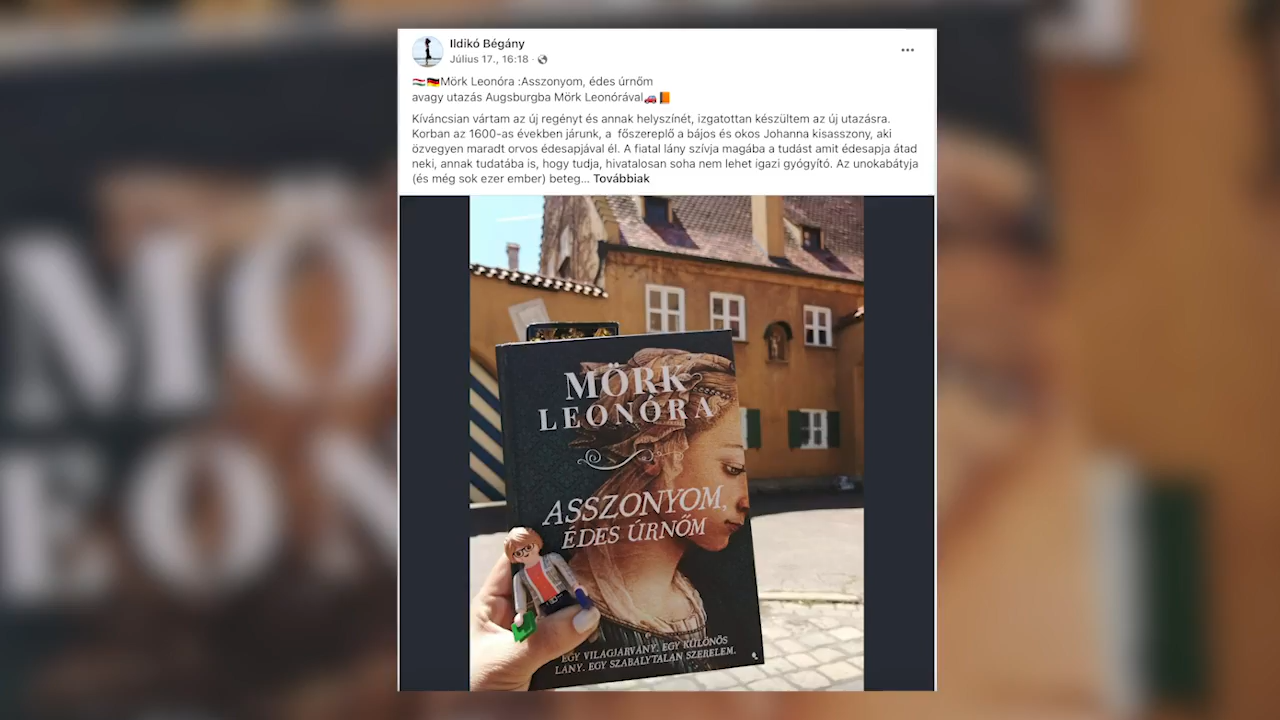 Ildikó Bégány
Július 17., 16:18 ·
Mörk Leonóra :Asszonyom, édes úrnőm
avagy utazás Augsburgba Mörk Leonórával
Kíváncsian vártam az új regényt és annak helyszínét, izgatottan készültem az új utazásra.
Korban az 1600-as években járunk, a főszereplő a bájos és okos Johanna kisasszony, aki
özvegyen maradt orvos édesapjával él. A fiatal lány szívja magába a tudást amit édesapja átad
neki, annak tudatába is, hogy tudja, hivatalosan soha nem lehet igazi gyógyító. Az unokabátyja
(és még sok ezer ember) beteg... Továbbiak
MÖRK
LEONÓRA
ASSZONYOM,
ÉDES ÚRNŐM
EGY VILÁGJÁRVÁNY. EGY KÜLÖNÖS
LÁNY. EGY SZABÁLYTALAN SZERELEM.
MÖ
EON